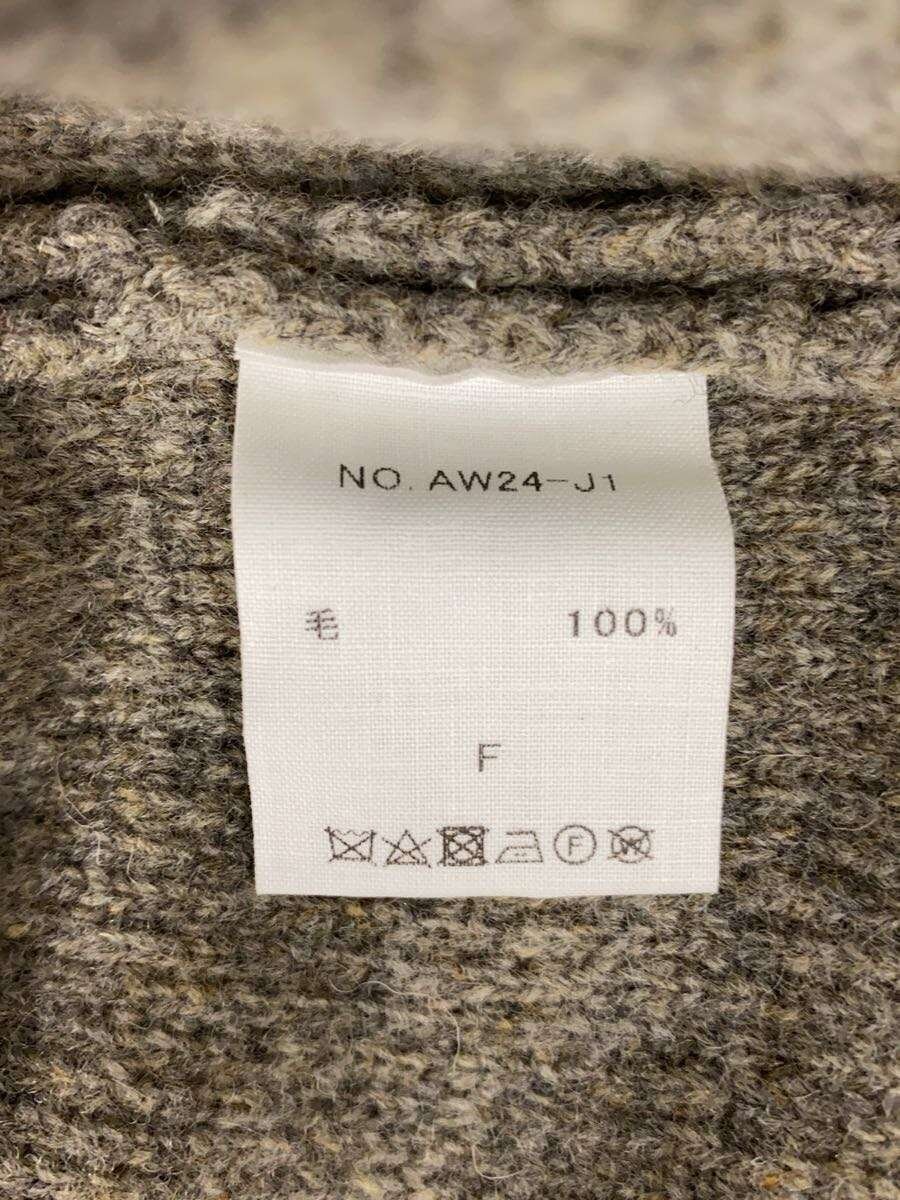 NO. AW24-J1
毛 100%
F
F W